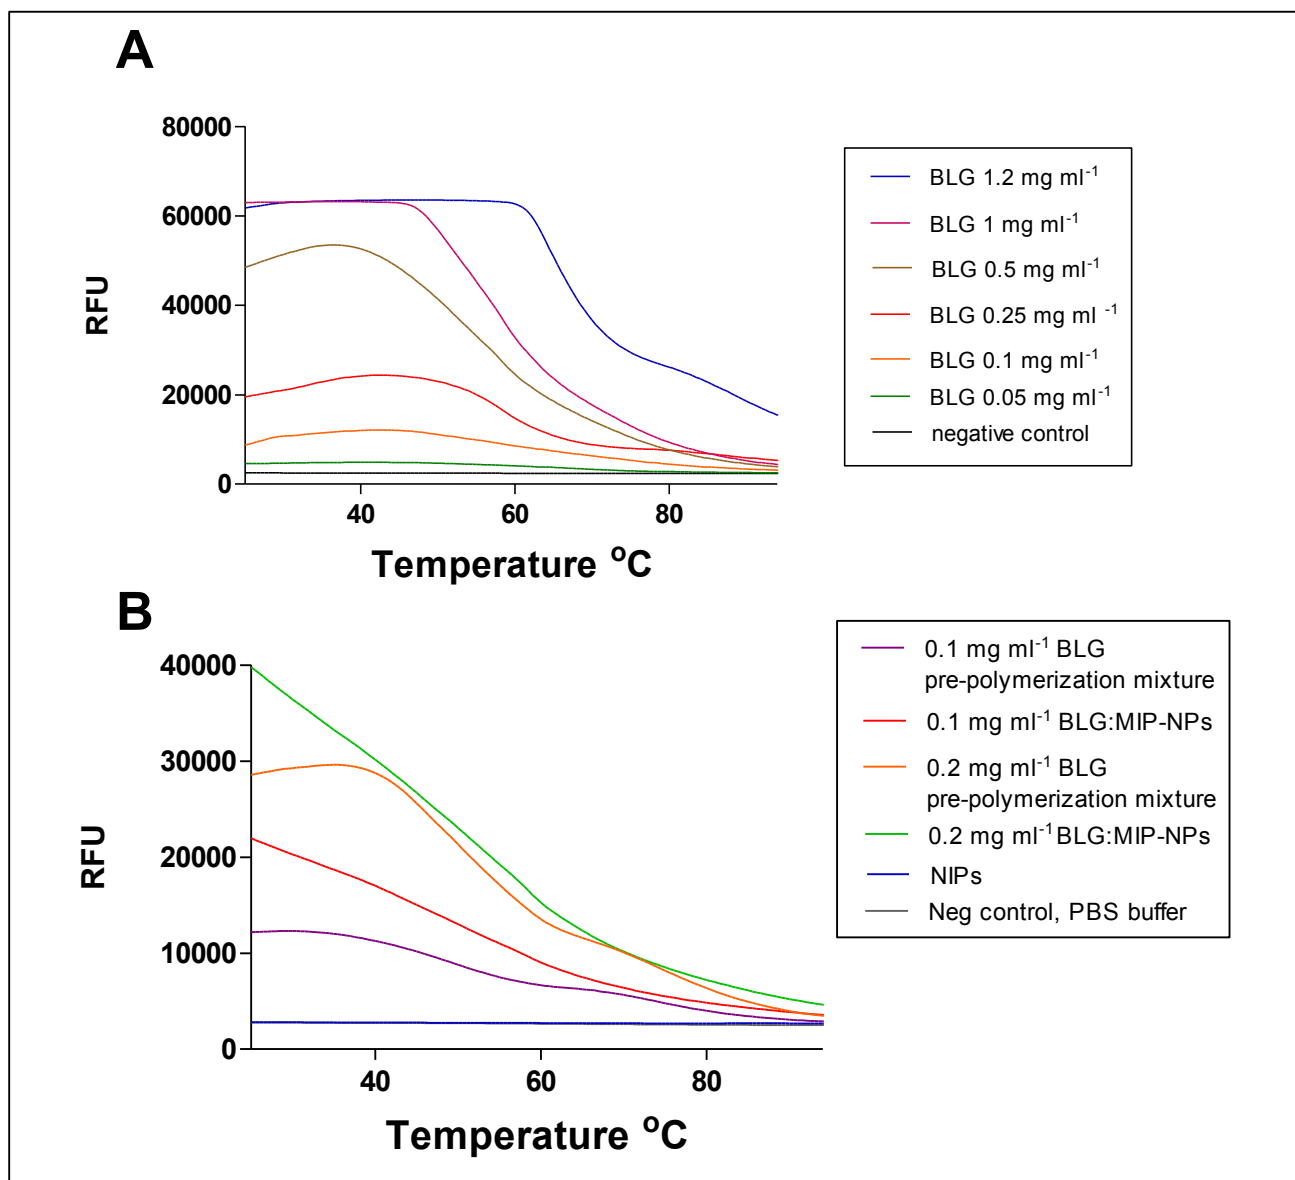 A
80000
60000
40000
20000
0
RFU
40 60 80
Temperature °C
BLG 1.2 mg ml⁻¹
BLG 1 mg ml⁻¹
BLG 0.5 mg ml⁻¹
BLG 0.25 mg ml ⁻¹
BLG 0.1 mg ml⁻¹
BLG 0.05 mg ml⁻¹
negative control
B
40000
30000
20000
10000
0
RFU
40 60 80
Temperature °C
0.1 mg ml⁻¹ BLG
pre-polymerization mixture
0.1 mg ml⁻¹ BLG:MIP-NPs
0.2 mg ml⁻¹ BLG
pre-polymerization mixture
0.2 mg ml⁻¹ BLG:MIP-NPs
NIPs
Neg control, PBS buffer